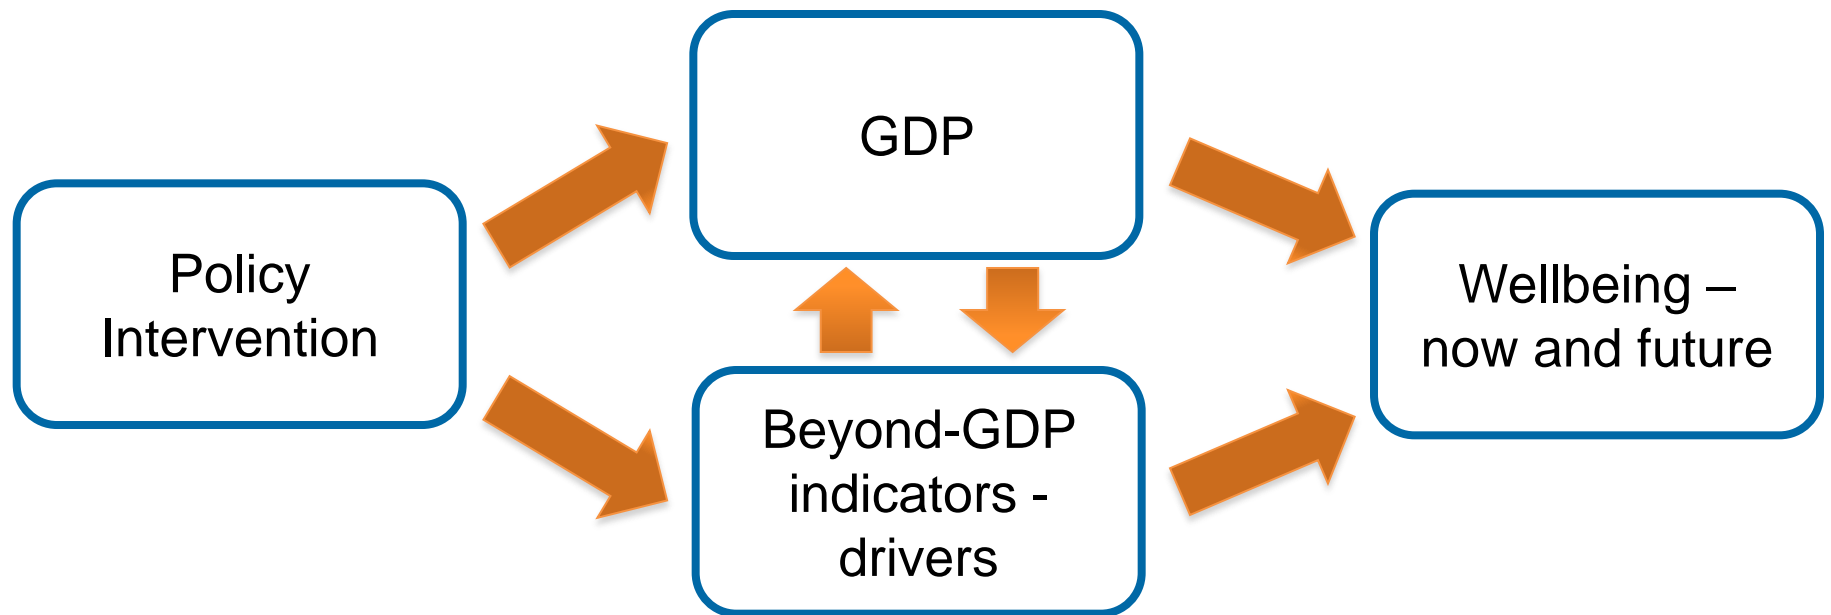 GDP
Policy
Intervention
Wellbeing –
now and future
Beyond-GDP
indicators -
drivers